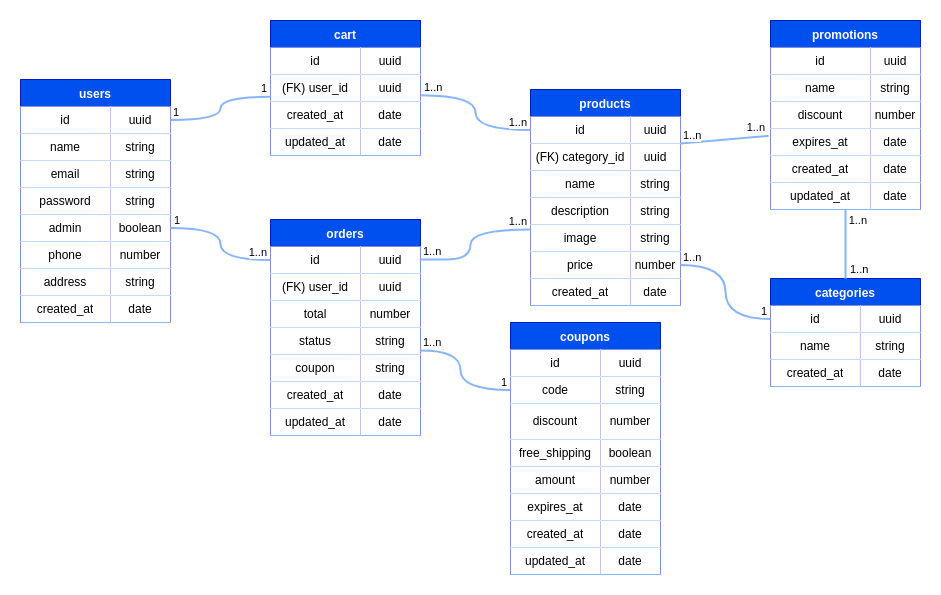 users
id uuid
name string
email string
password string
admin boolean
phone number
address string
created_at date
1
1
1
1..n
cart
id uuid
(FK) user_id uuid
created_at date
updated_at date
1..n
1..n
orders
id uuid
(FK) user_id uuid
total number
status string
coupon string
created_at date
updated_at date
1..n
1..n
1..n
1
products
id uuid
(FK) category_id uuid
name string
description string
image string
price number
created_at date
1..n
1..n
1..n
1
coupons
id uuid
code string
discount number
free_shipping boolean
amount number
expires_at date
created_at date
updated_at date
promotions
id uuid
name string
discount number
expires_at date
created_at date
updated_at date
1..n
1..n
categories
id uuid
name string
created_at date